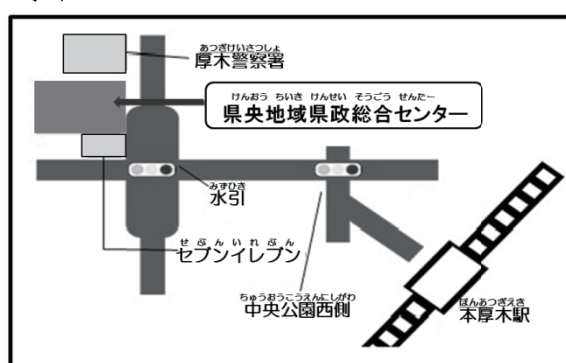 あつぎけいさつしょ
厚木警察署
けんおう ちいき けんせい そうごう せんたー
県央地域県政総合センター
みずひき
水引
せぶんいれぶん
セブンイレブン
ちゅうおうこうえんにしがわ
中央公園西側
ほんあつぎえき
本厚木駅